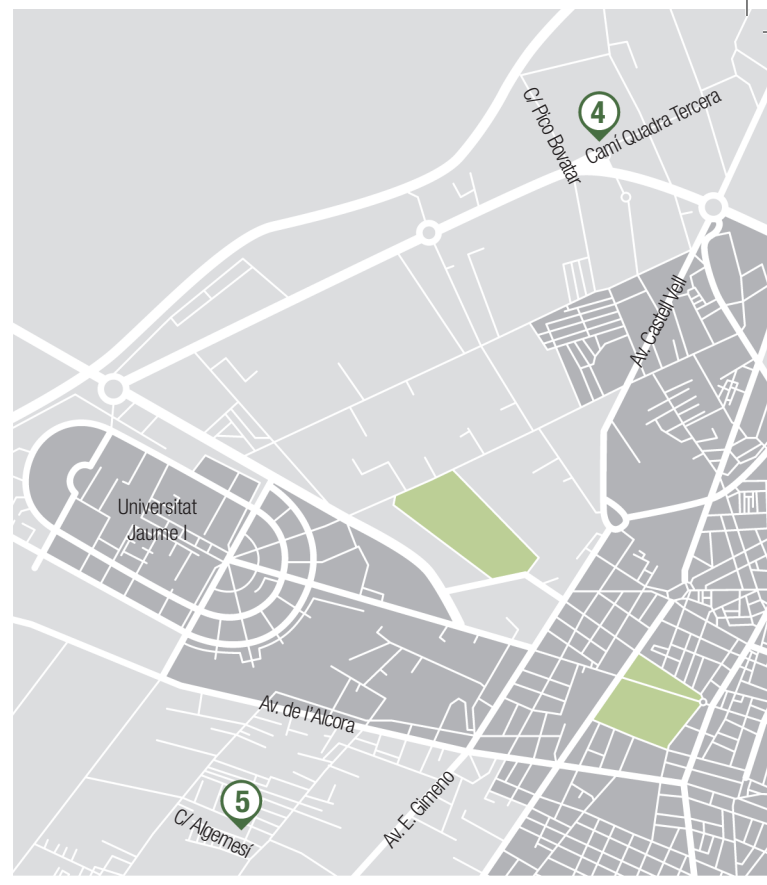 C/ Pico Bovatar
4
Camí Quadra Tercera
Av. Castell Vell
Universitat
Jaume I
Av. de l'Alcora
5
C/ Algemesí
Av. E. Gimeno